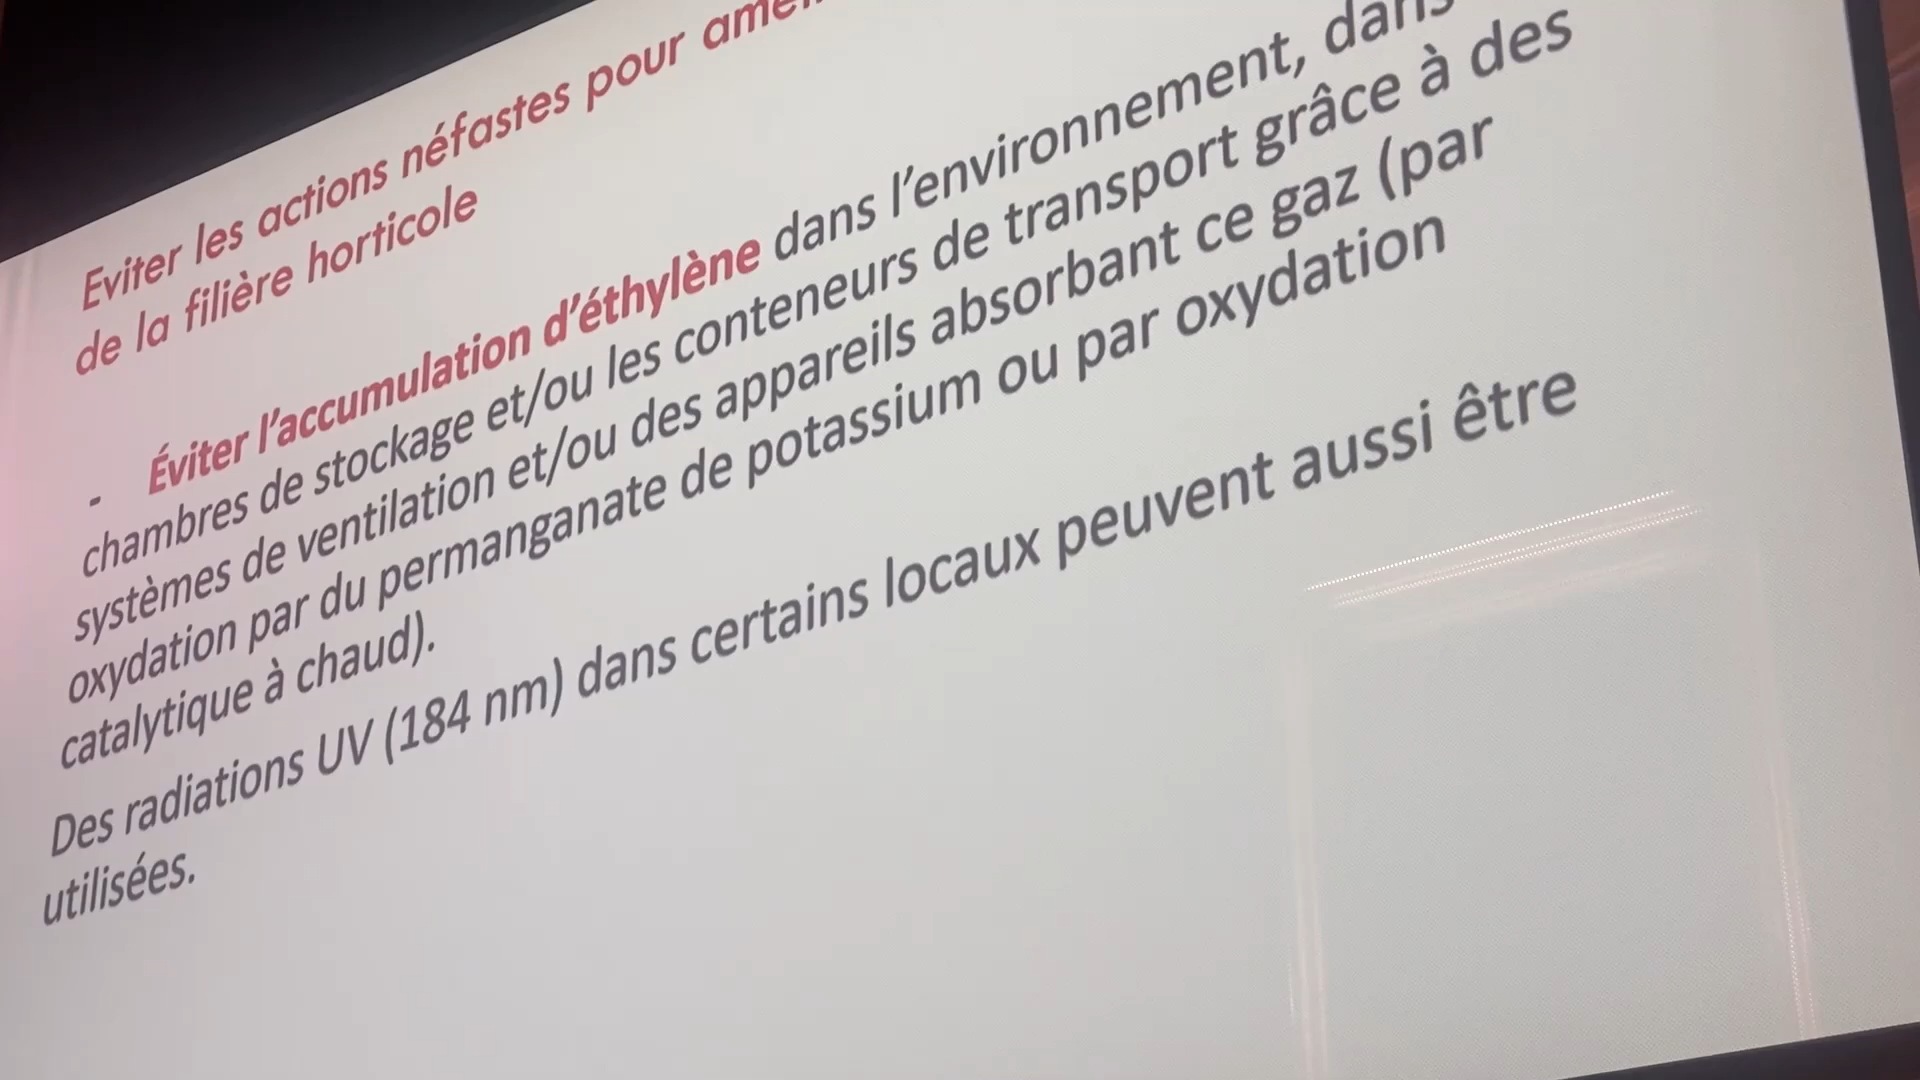 Eviter les actions néfastes pour
de la filière horticole
- Éviter l'accumulation d'éthylène dans l'environnement, dans
chambres de stockage et/ou les conteneurs de transport grâce à des
systèmes de ventilation et/ou des appareils absorbant ce gaz (par
oxydation par du permanganate de potassium ou par oxydation
catalytique à chaud).
Des radiations UV (184 nm) dans certains locaux peuvent aussi être
utilisées.